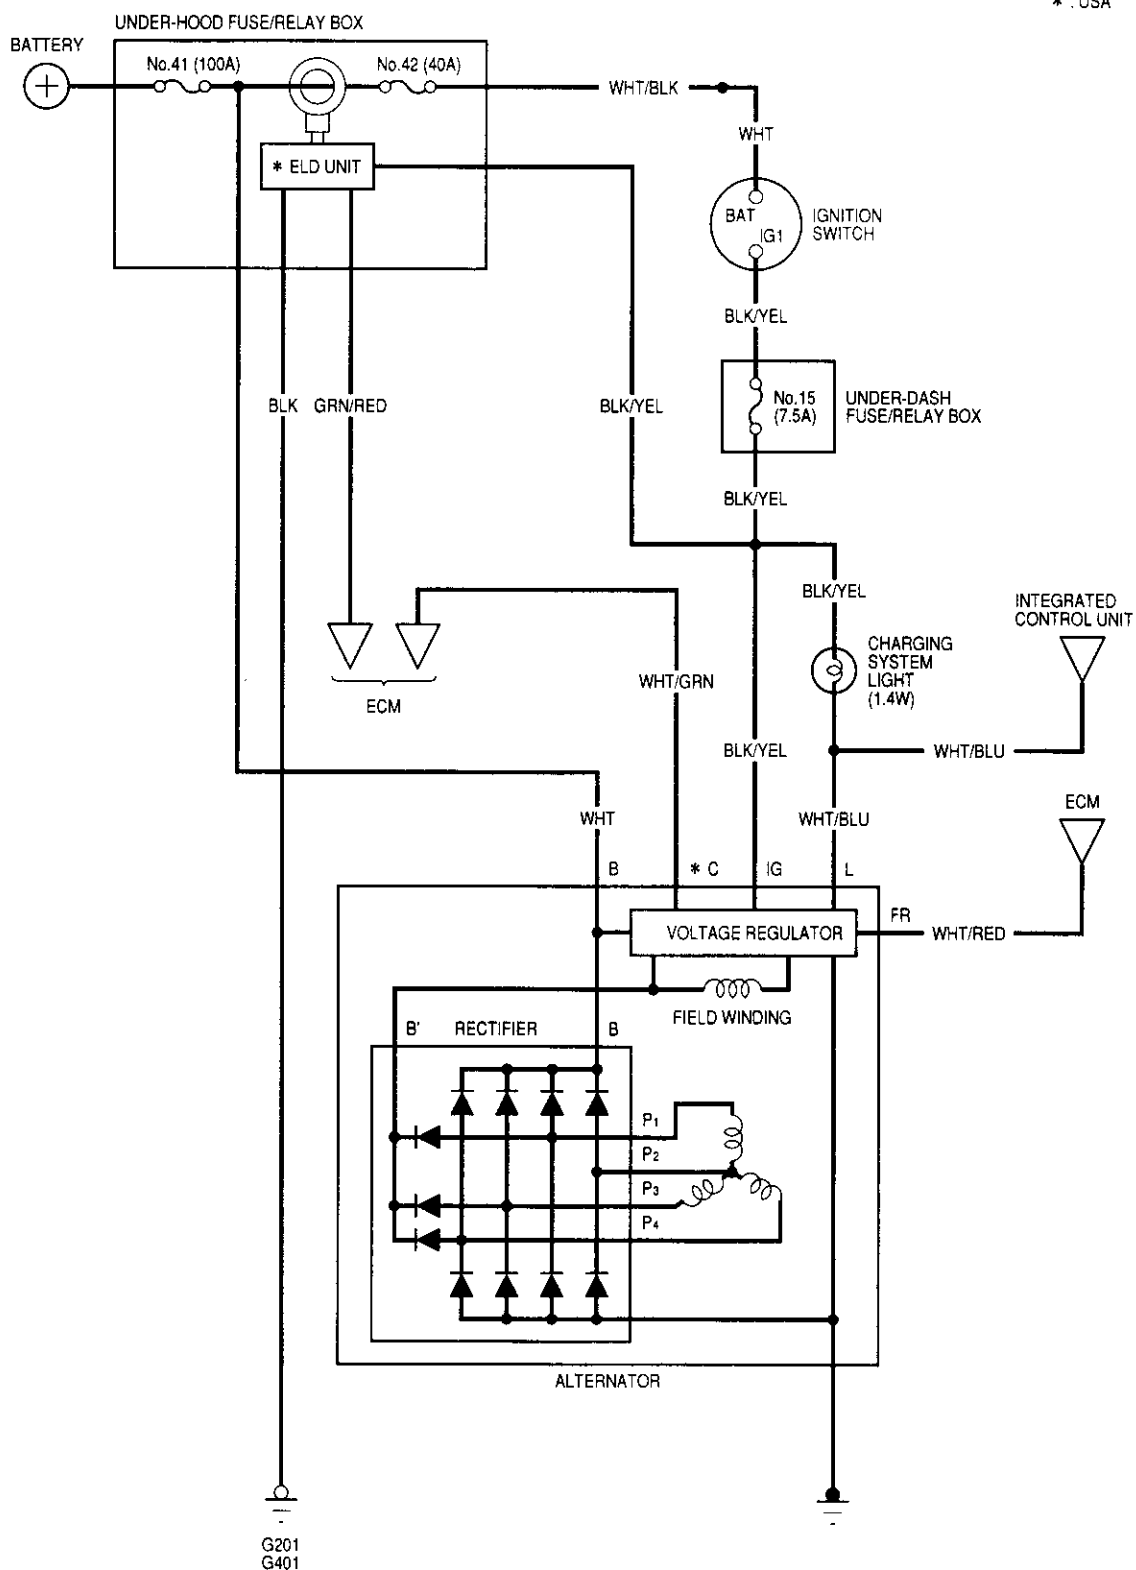 * : USA
UNDER-HOOD FUSE/RELAY BOX
BATTERY
No.41 (100A)
No.42 (40A)
WHT/BLK
WHT
* ELD UNIT
BAT
IG1
IGNITION
SWITCH
BLK/YEL
No.15
(7.5A)
UNDER-DASH
FUSE/RELAY BOX
BLK
GRN/RED
BLK/YEL
BLK/YEL
BLK/YEL
INTEGRATED
CONTROL UNIT
CHARGING
SYSTEM
LIGHT
(1.4W)
WHT/GRN
ECM
BLK/YEL
WHT/BLU
ECM
WHT
WHT/BLU
B
* C
IG
L
FR
VOLTAGE REGULATOR
WHT/RED
FIELD WINDING
B'
RECTIFIER
B
P1
P2
P3
P4
ALTERNATOR
G201
G401